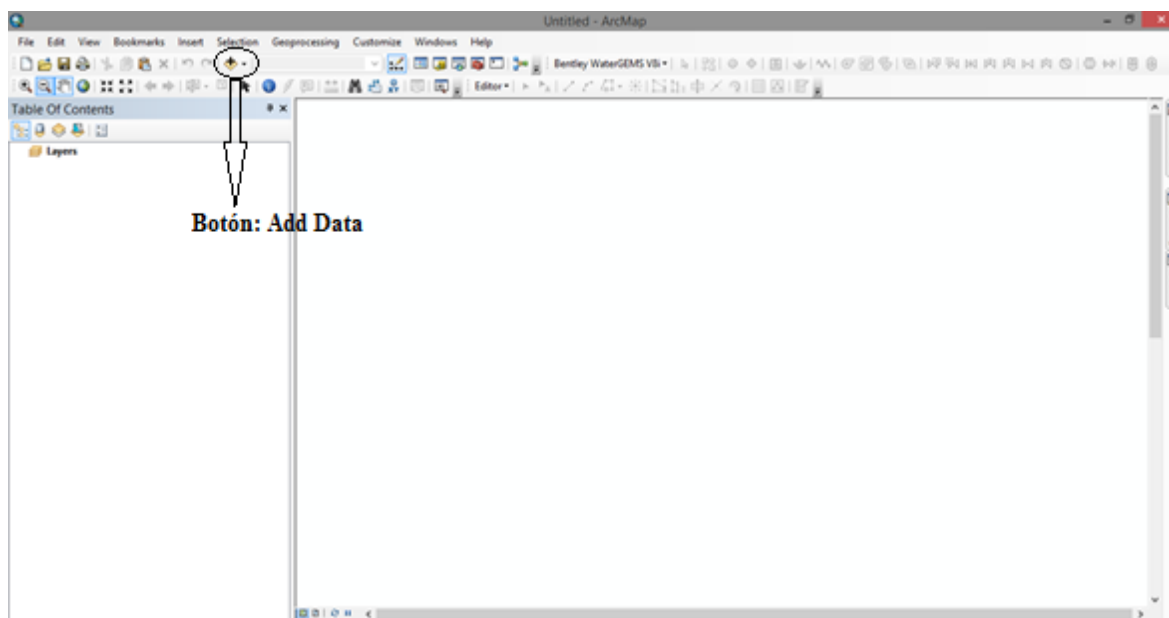 Untitled - ArcMap
File Edit View Bookmarks Insert Selection Geoprocessing Customize Windows Help
Bentley WaterGEMS V8i
Editor
Table Of Contents
Layers
Botón: Add Data